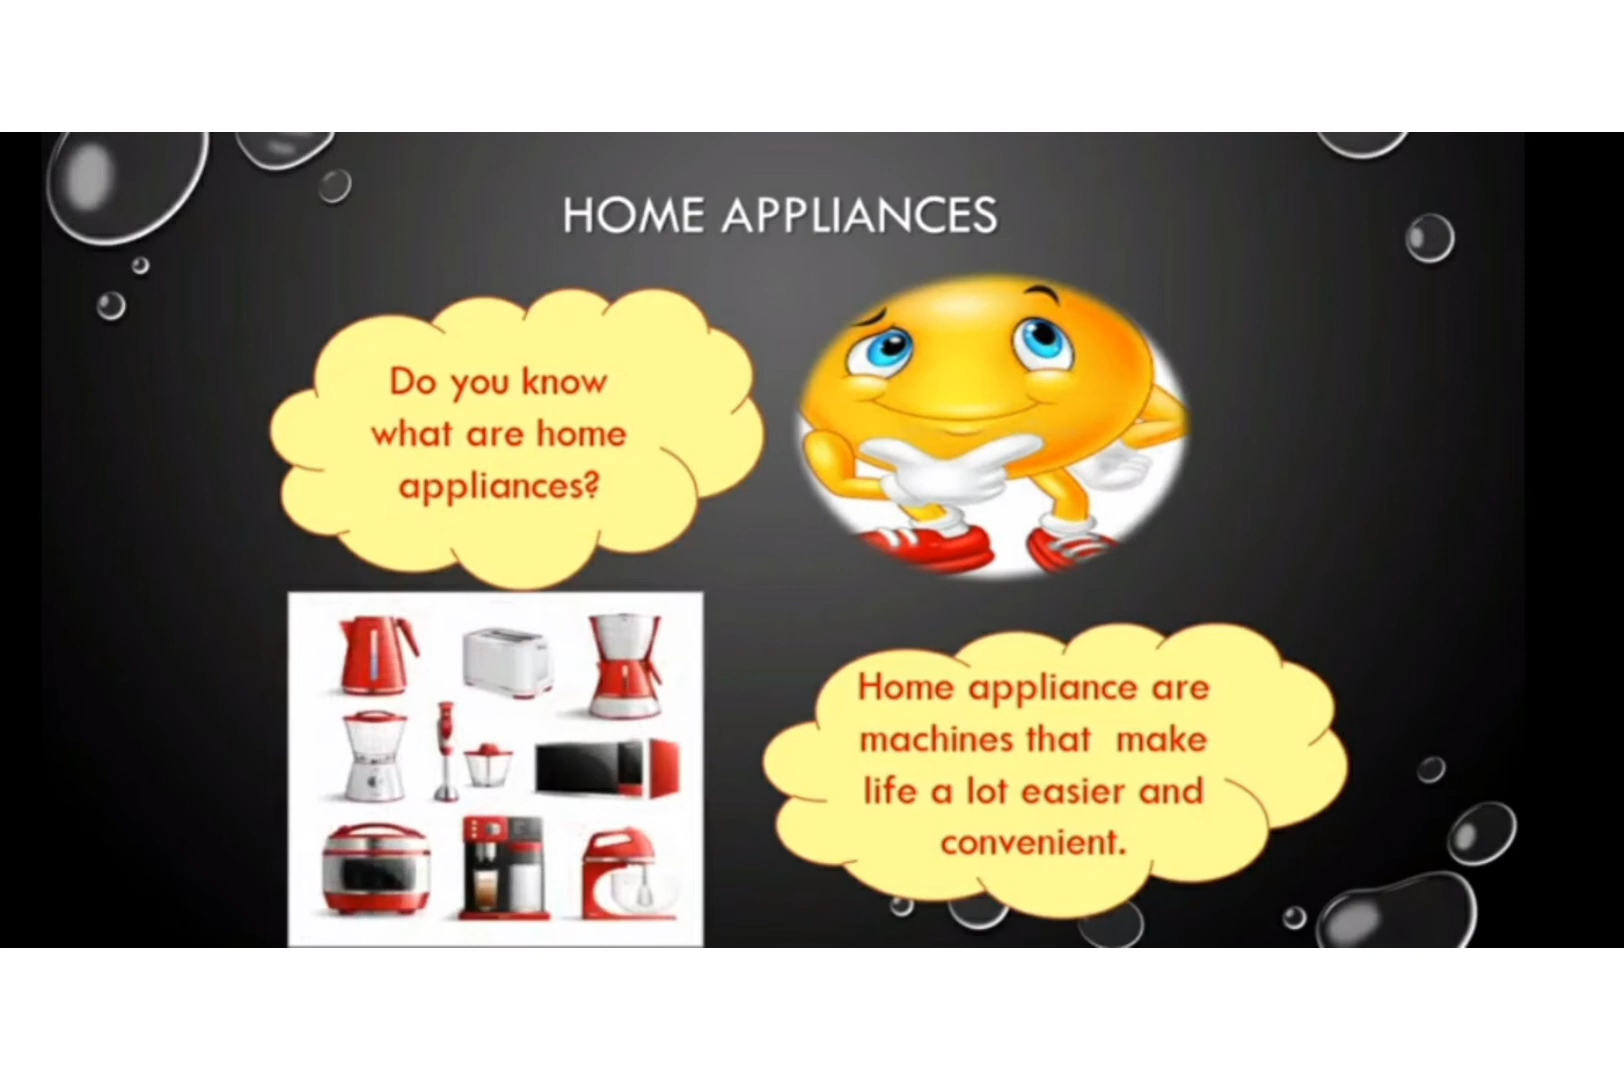 HOME APPLIANCES
Do you know
what are home
appliances?
Home appliance are
machines that make
life a lot easier and
convenient.